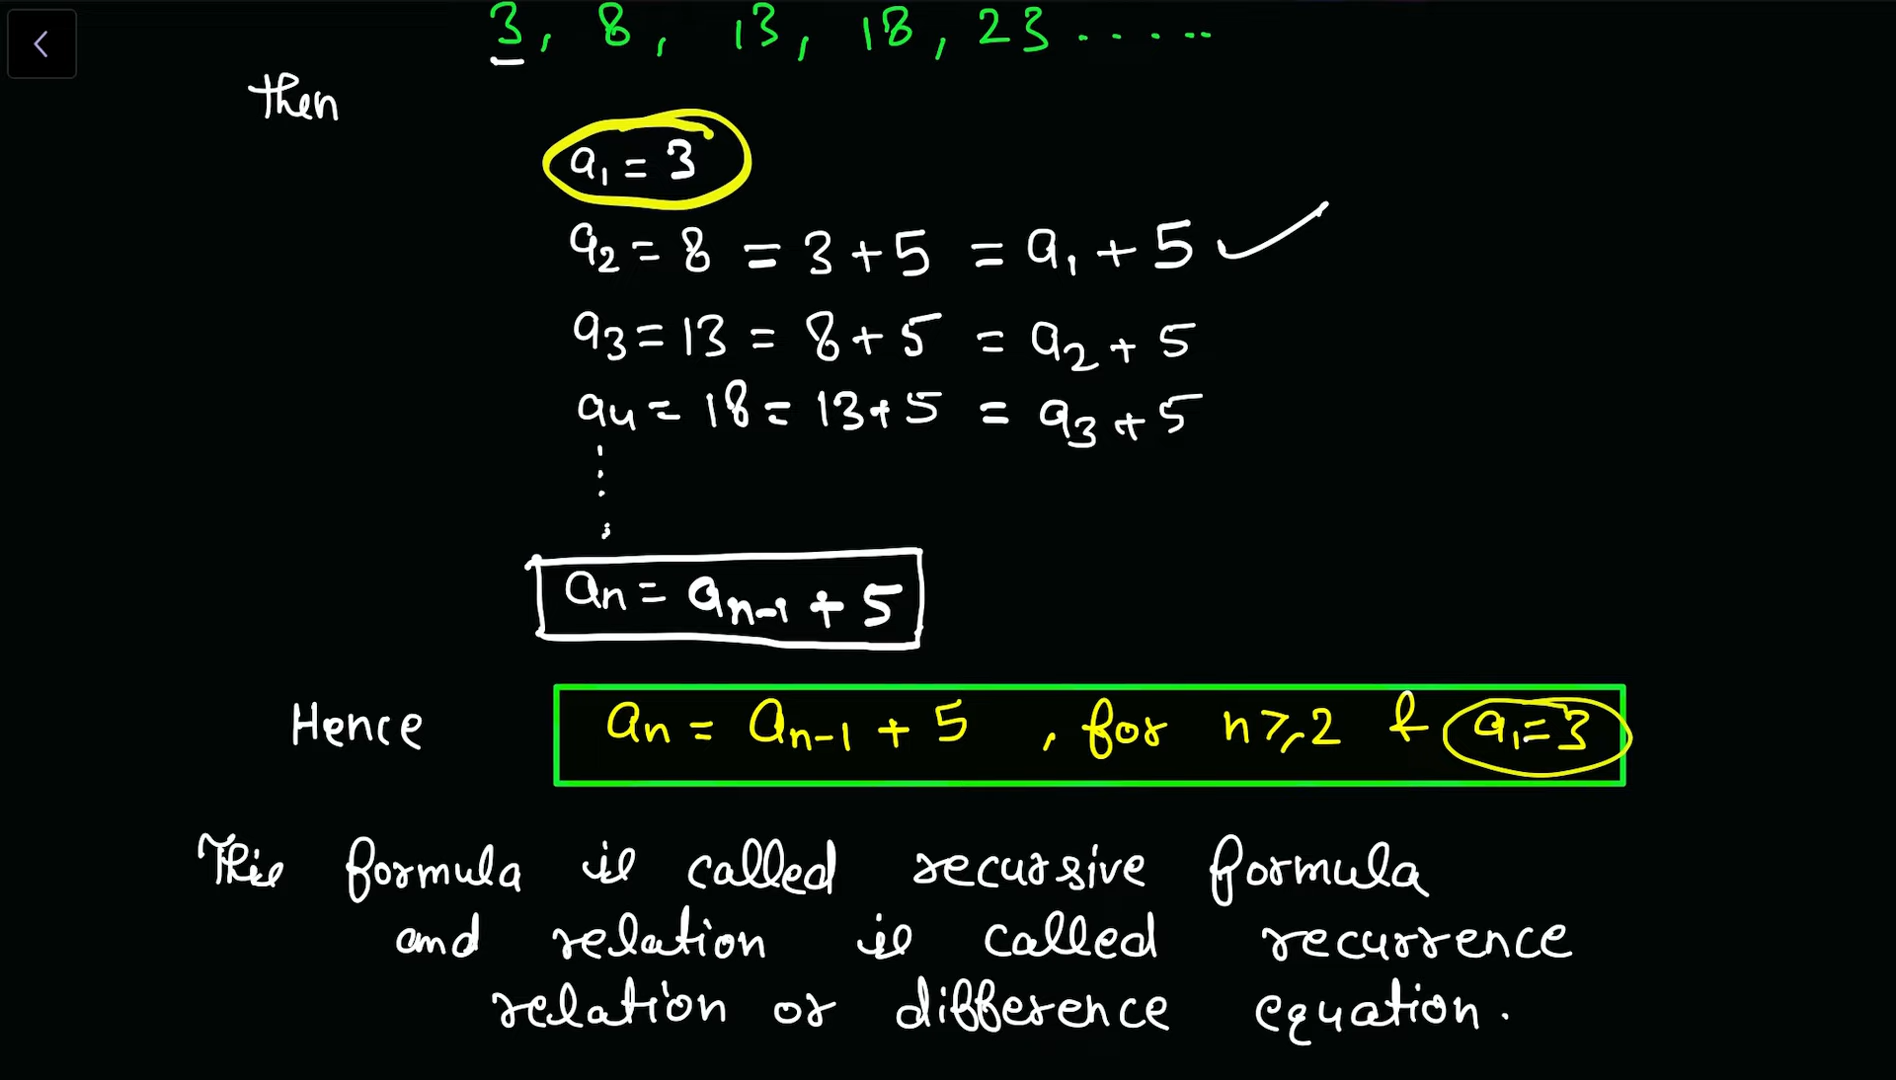 3, 8, 13, 18, 23 ......
then
a₁ = 3
a₂ = 8 = 3 + 5 = a₁ + 5
a₃ = 13 = 8 + 5 = a₂ + 5
a₄ = 18 = 13 + 5 = a₃ + 5
aₙ = aₙ₋₁ + 5
Hence aₙ = aₙ₋₁ + 5 , for n ≥ 2 & a₁ = 3
This formula is called recursive formula
and relation is called recurrence
relation or difference equation.